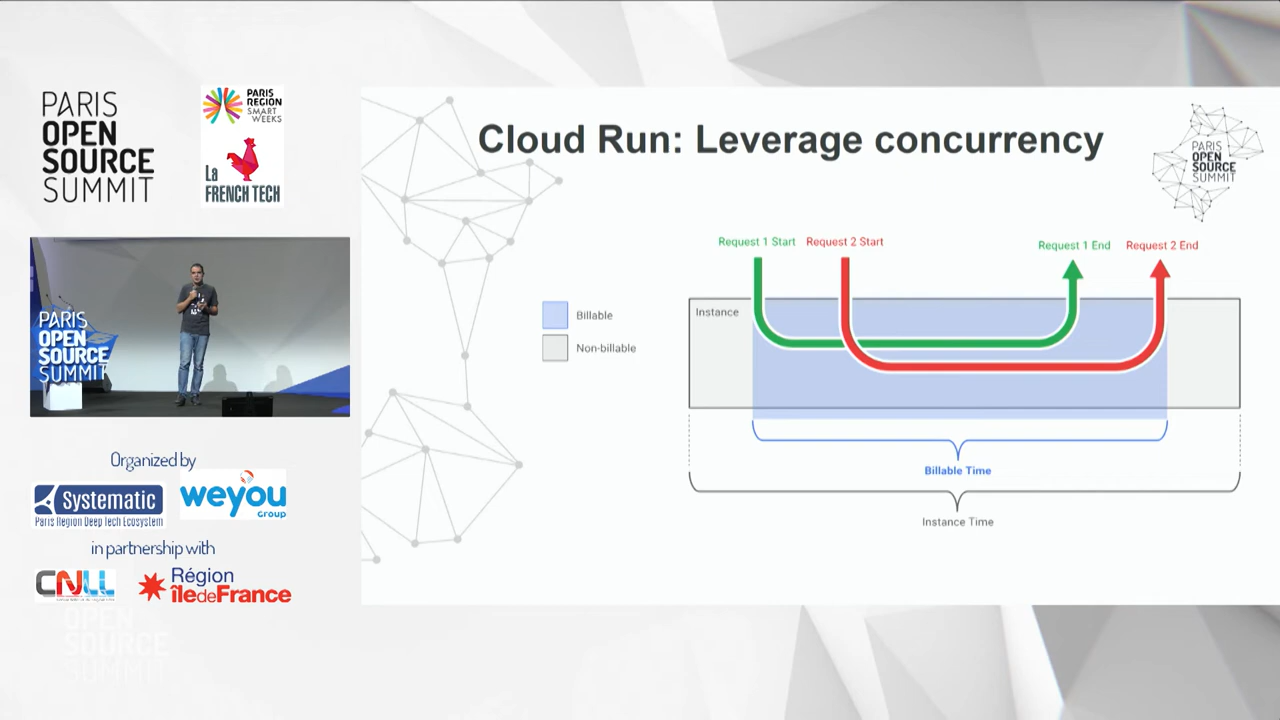 PARIS
OPEN
SOURCE
SUMMIT
PARIS
REGION
SMART
WEEKS
La
FRENCH TECH
PARIS
OPEN
SOURCE
SUMMIT
Organized by
Systematic
Paris Region Deep Tech Ecosystem
weyou
GROUP
in partnership with
CNLL
Région
îledeFrance
OPEN
SOURCE
SUMMIT
Cloud Run: Leverage concurrency
PARIS
OPEN
SOURCE
SUMMIT
Request 1 Start
Request 2 Start
Request 1 End
Request 2 End
Billable
Non-billable
Instance
Billable Time
Instance Time